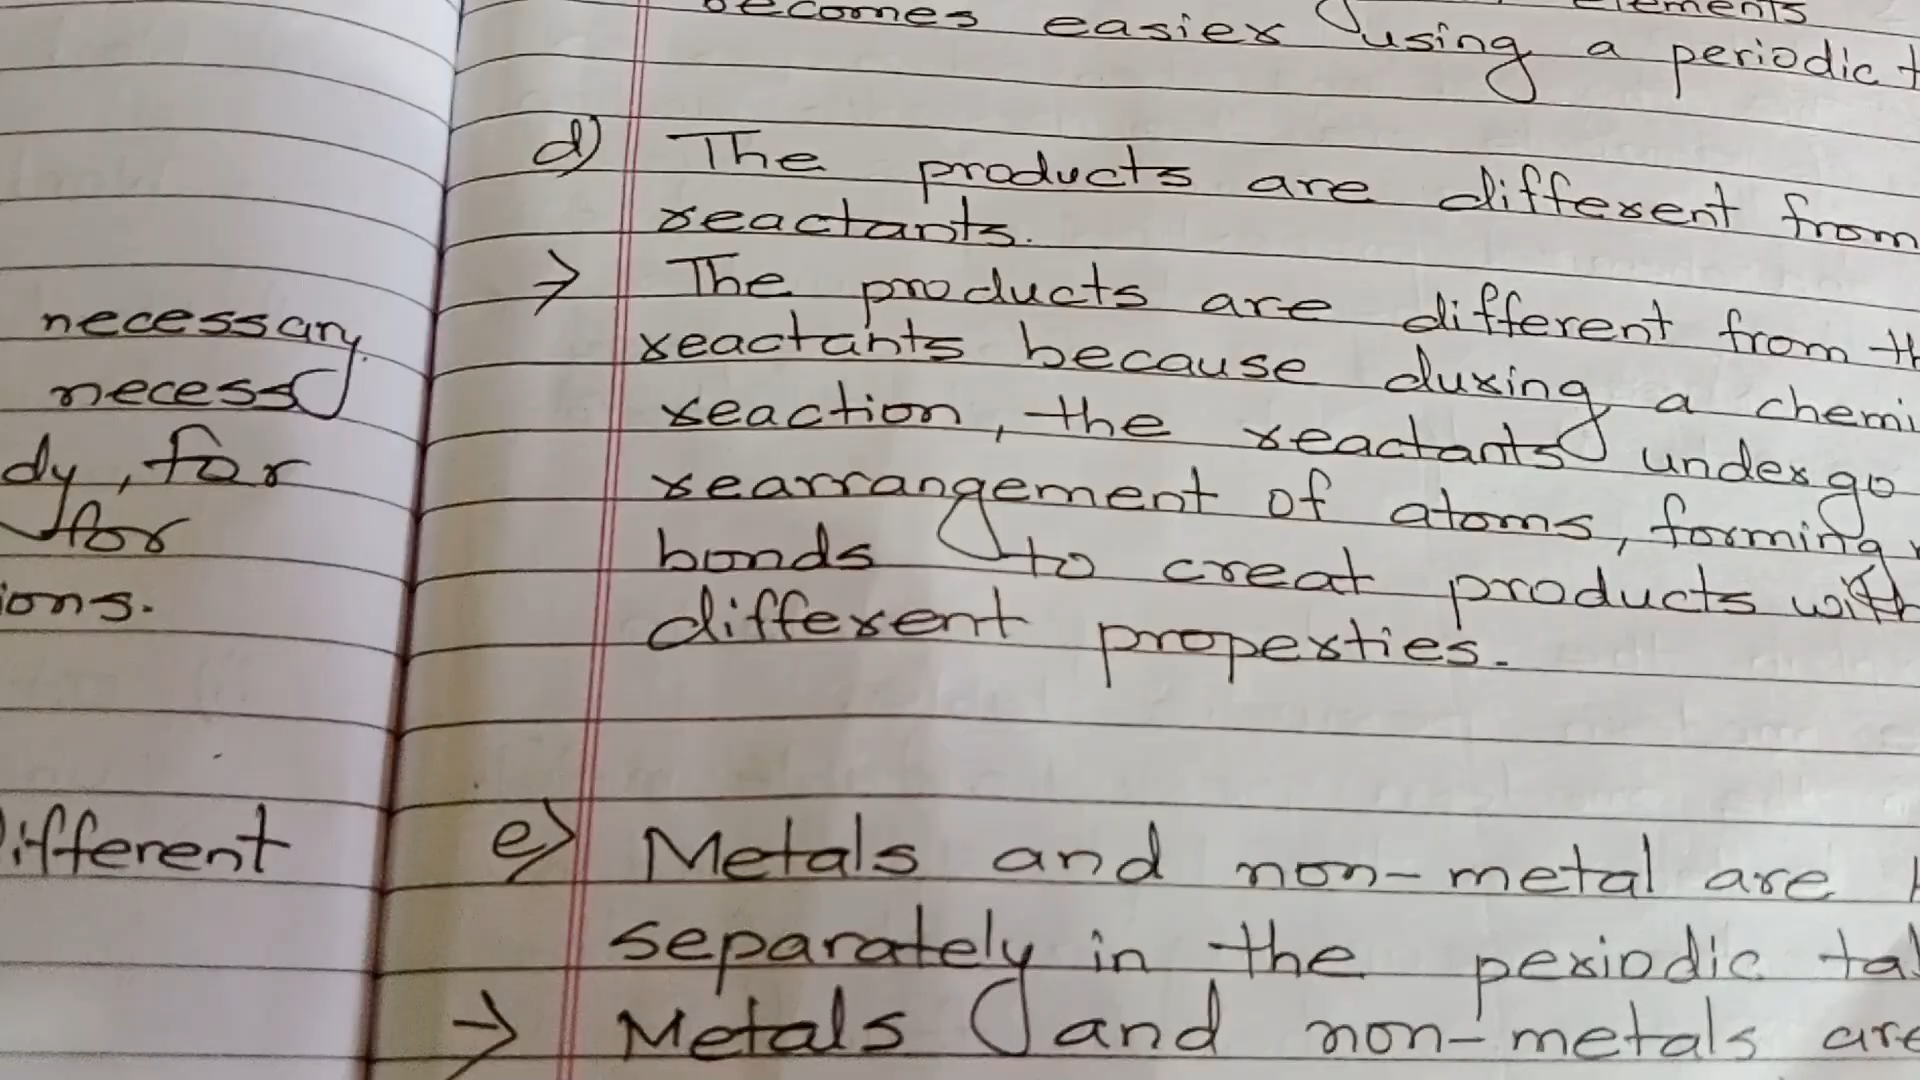 necessary.
necess
dy, for
for
ions.
ifferent
becomes easier using a periodic t
d) The products are different from
reactants.
→ The products are different from th
reactants because during a chemi
reaction, the reactants undergo
rearrangement of atoms, forming
bonds to creat products with
different properties.
e) Metals and non-metal are
separately in the periodic ta
→ Metals and non-metals are